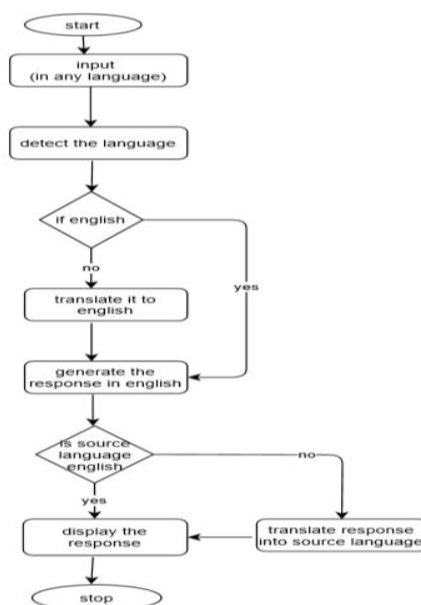 start
input
(in any language)
detect the language
if english
no
yes
translate it to
english
generate the
response in english
is source
language
english
no
yes
display the
response
translate response
into source language
stop